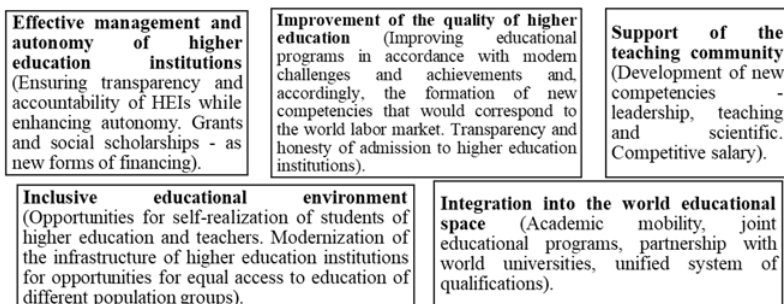 Effective management and
autonomy of higher
education institutions
(Ensuring transparency and
accountability of HEIs while
enhancing autonomy. Grants
and social scholarships - as
new forms of financing).
Improvement of the quality of higher
education (Improving educational
programs in accordance with modern
challenges and achievements and,
accordingly, the formation of new
competencies that would correspond to
the world labor market. Transparency and
honesty of admission to higher education
institutions).
Support of the
teaching community
(Development of new
competencies -
leadership, teaching
and scientific.
Competitive salary).
Inclusive educational environment
(Opportunities for self-realization of students of
higher education and teachers. Modernization of
the infrastructure of higher education institutions
for opportunities for equal access to education of
different population groups).
Integration into the world educational
space (Academic mobility, joint
educational programs, partnership with
world universities, unified system of
qualifications).